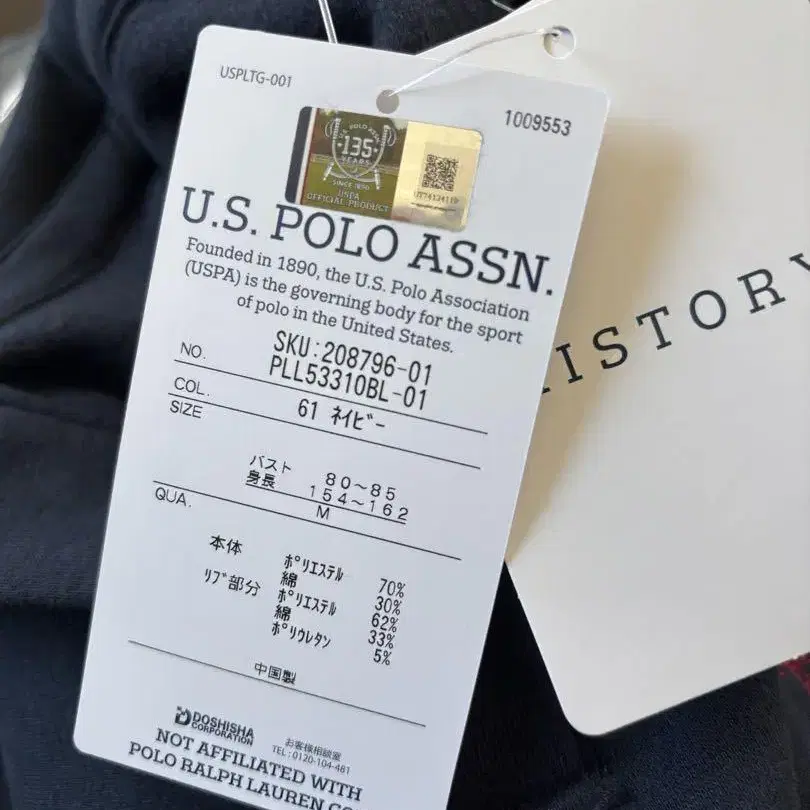 USPLTG-001
1009553
U.S. POLO ASSN.
135
YEARS
SINCE 1890
USPA
OFFICIAL PRODUCT
U.S. POLO ASSN.
Founded in 1890, the U.S. Polo Association
(USPA) is the governing body for the sport
of polo in the United States.
NO.
SKU:208796-01
PLL53310BL-01
COL.
61 ﾈｲﾋﾞｰ
SIZE
バスト 80～85
身長 154～162
M
QUA.
本体 ﾎﾟﾘｴｽﾃﾙ 70%
綿 30%
ﾘﾌﾞ部分 ﾎﾟﾘｴｽﾃﾙ 62%
綿 33%
ﾎﾟﾘｳﾚﾀﾝ 5%
中国製
DOSHISHA
CORPORATION
お客様相談室
TEL:0120-104-481
NOT AFFILIATED WITH
POLO RALPH LAUREN CO
HISTORY